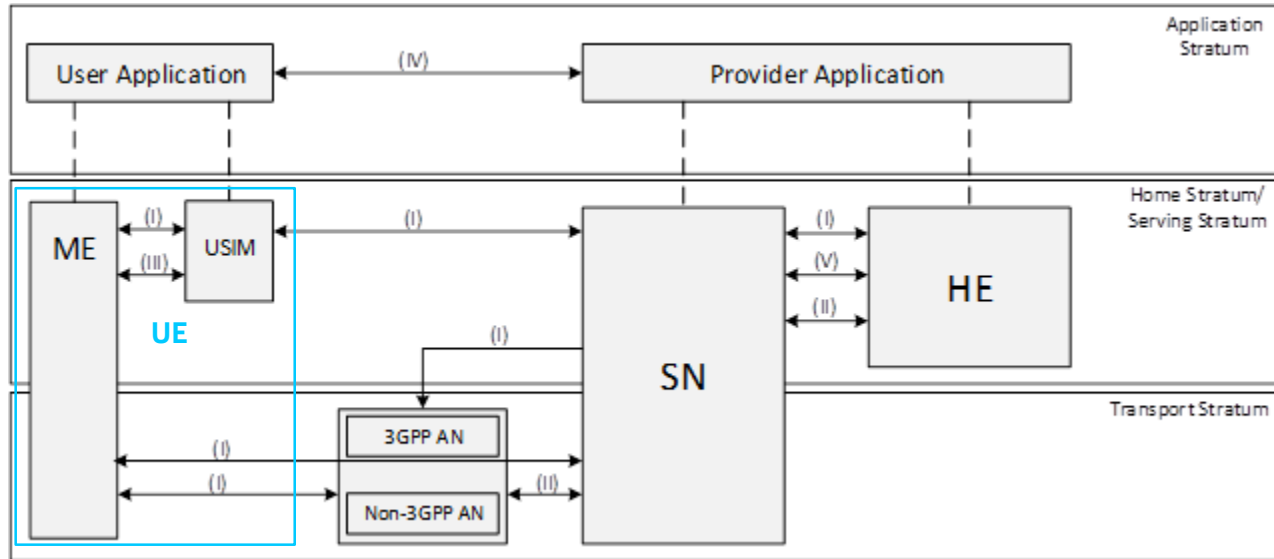 Application
Stratum
User Application
(IV)
Provider Application
Home Stratum/
Serving Stratum
ME
(I)
USIM
(I)
(I)
(III)
(V)
HE
UE
(II)
(I)
SN
Transport Stratum
3GPP AN
(I)
(I)
(II)
Non-3GPP AN